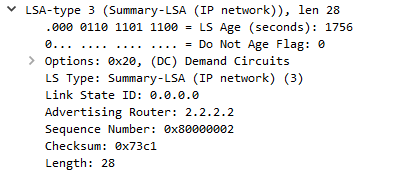 LSA-type 3 (Summary-LSA (IP network)), len 28
.000 0110 1101 1100 = LS Age (seconds): 1756
0... .... .... .... = Do Not Age Flag: 0
Options: 0x20, (DC) Demand Circuits
LS Type: Summary-LSA (IP network) (3)
Link State ID: 0.0.0.0
Advertising Router: 2.2.2.2
Sequence Number: 0x80000002
Checksum: 0x73c1
Length: 28